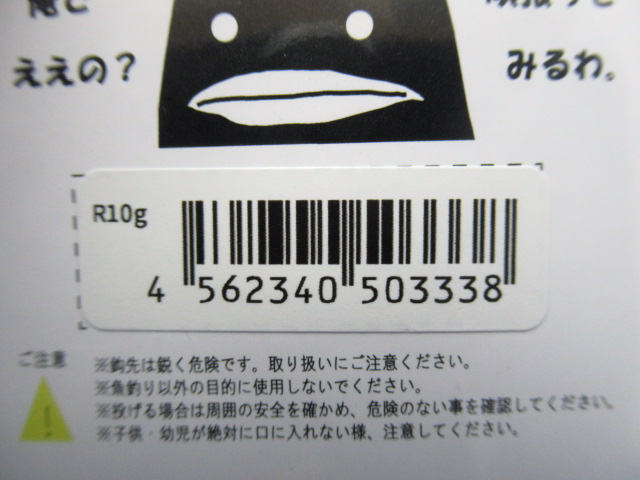 ええの？
みるわ。
R10g
4 562340 503338
ご注意
※鈎先は鋭く危険です。取り扱いにご注意ください。
※魚釣り以外の目的に使用しないでください。
※投げる場合は周囲の安全を確かめ、危険のない事を確認してください。
!
※子供・幼児が絶対に口に入れない様、注意してください。